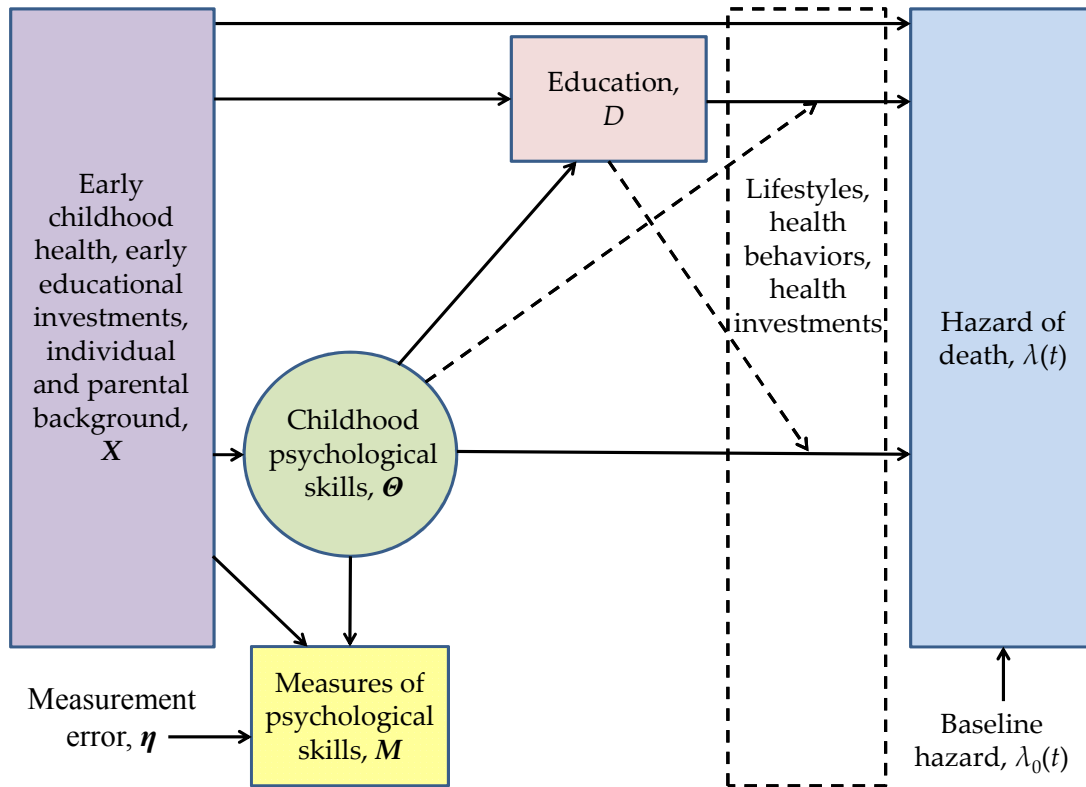 Early
childhood
health, early
educational
investments,
individual
and parental
background,
X
Education,
D
Lifestyles,
health
behaviors,
health
investments
Hazard of
death, λ(t)
Childhood
psychological
skills, Θ
Measures of
psychological
skills, M
Measurement
error, η
Baseline
hazard, λ₀(t)